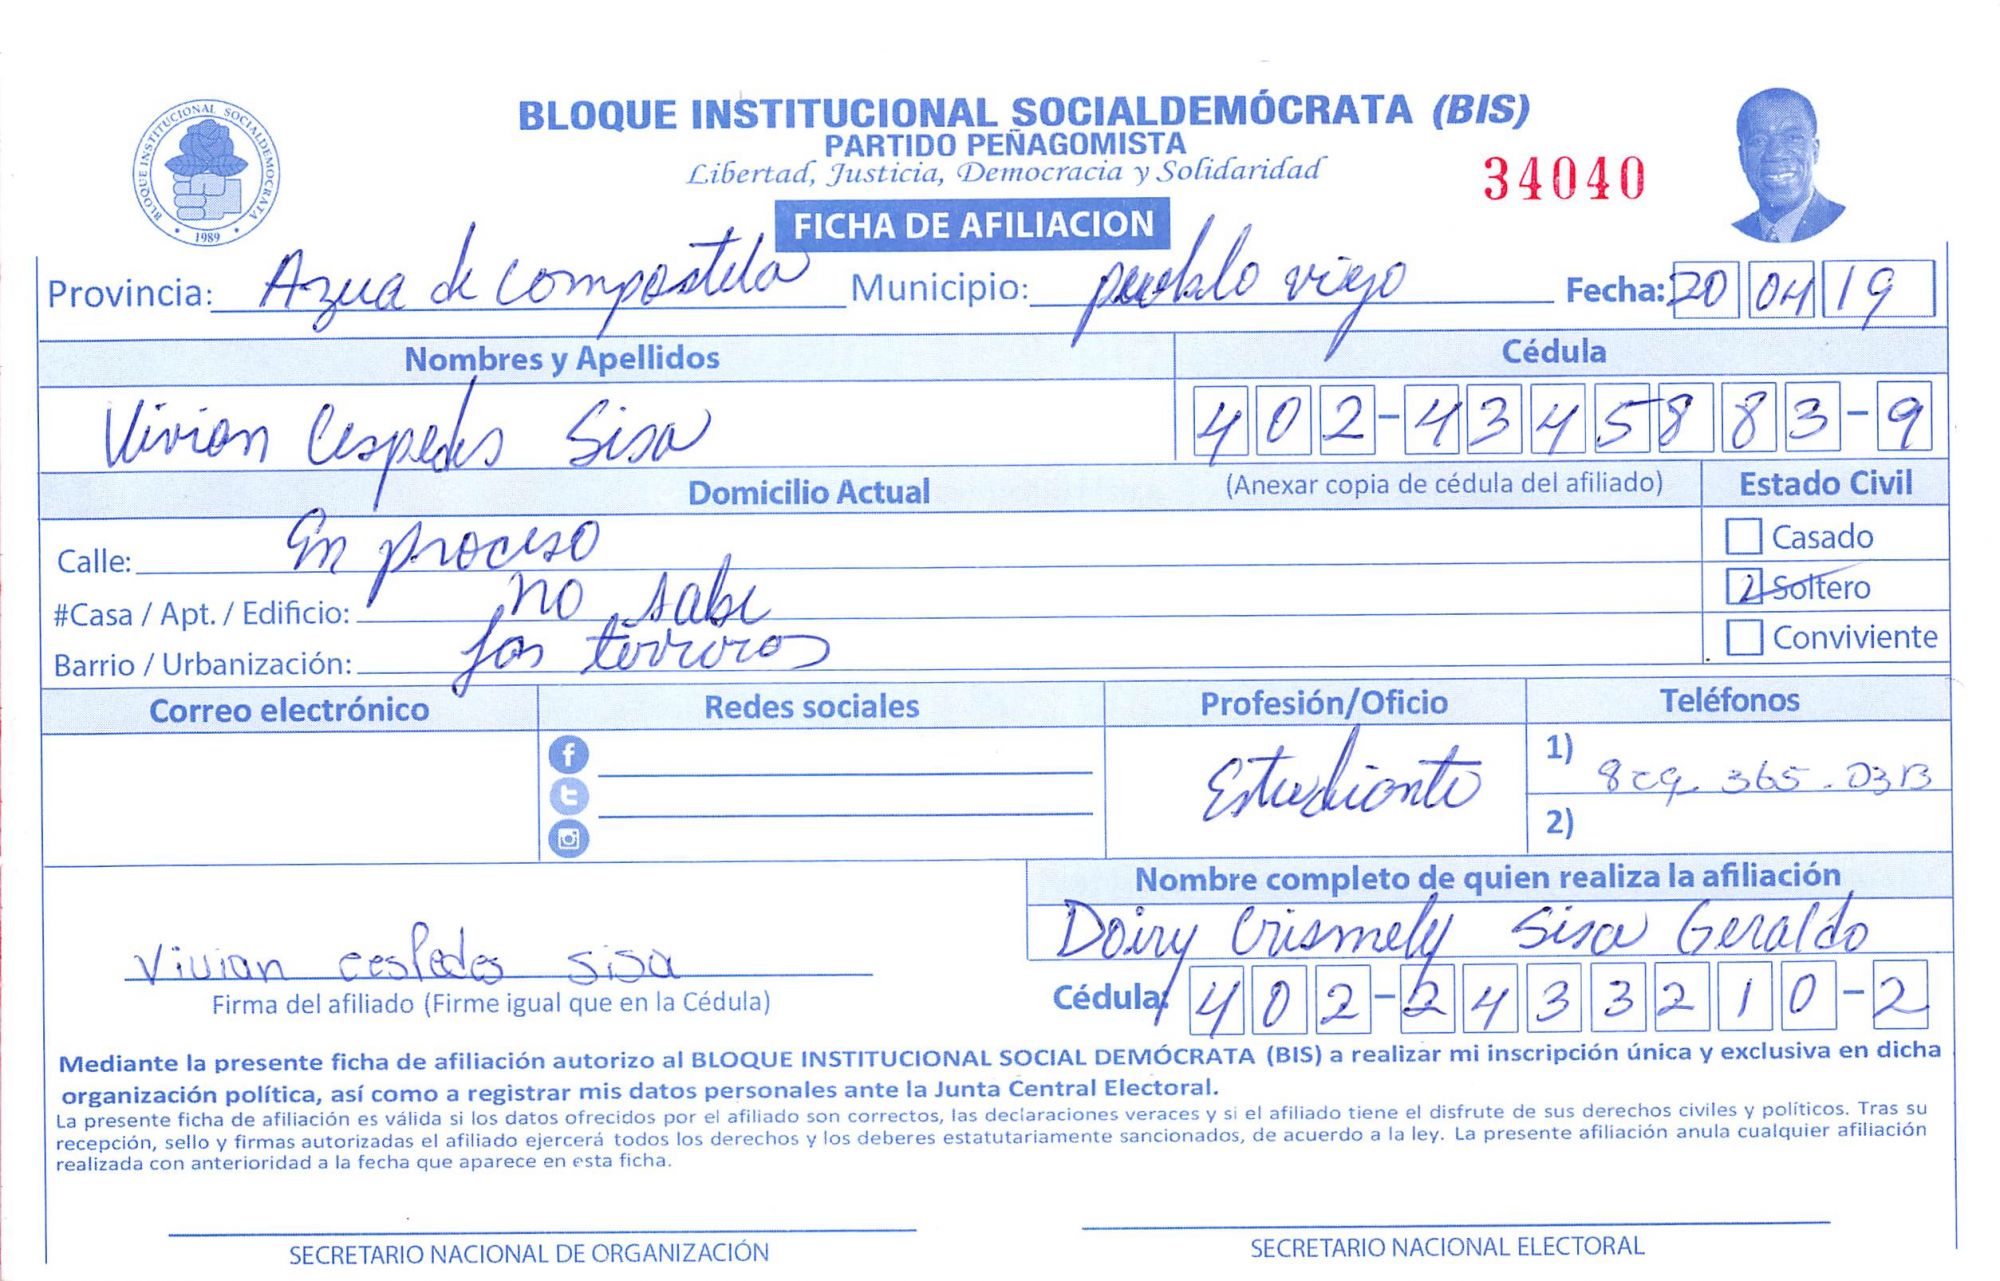 BLOQUE INSTITUCIONAL SOCIALDEMÓCRATA (BIS)
PARTIDO PEÑAGOMISTA
Libertad, Justicia, Democracia y Solidaridad
34040
BLOQUE INSTITUCIONAL SOCIALDEMOCRATA
1989
FICHA DE AFILIACION
Provincia: Azua de compostela Municipio: pueblo viejo Fecha: 20 04 19
Nombres y Apellidos Cédula
Vivian Cespedes Sisa 402-4345883-9
Domicilio Actual (Anexar copia de cédula del afiliado) Estado Civil
Calle: En proceso Casado
#Casa / Apt. / Edificio: no sabe Soltero
Barrio / Urbanización: los Conviviente
Correo electrónico Redes sociales Profesión/Oficio Teléfonos
Estudiante 1) 365
2)
Nombre completo de quien realiza la afiliación
Doiry Crismely Sisa Geraldo
Vivian cespedes sisa
Firma del afiliado (Firme igual que en la Cédula) Cédula: 402-2433210-2
Mediante la presente ficha de afiliación autorizo al BLOQUE INSTITUCIONAL SOCIAL DEMÓCRATA (BIS) a realizar mi inscripción única y exclusiva en dicha
organización política, así como a registrar mis datos personales ante la Junta Central Electoral.
La presente ficha de afiliación es válida si los datos ofrecidos por el afiliado son correctos, las declaraciones veraces y si el afiliado tiene el disfrute de sus derechos civiles y políticos. Tras su
recepción, sello y firmas autorizadas el afiliado ejercerá todos los derechos y los deberes estatutariamente sancionados, de acuerdo a la ley. La presente afiliación anula cualquier afiliación
realizada con anterioridad a la fecha que aparece en esta ficha.
SECRETARIO NACIONAL DE ORGANIZACIÓN SECRETARIO NACIONAL ELECTORAL